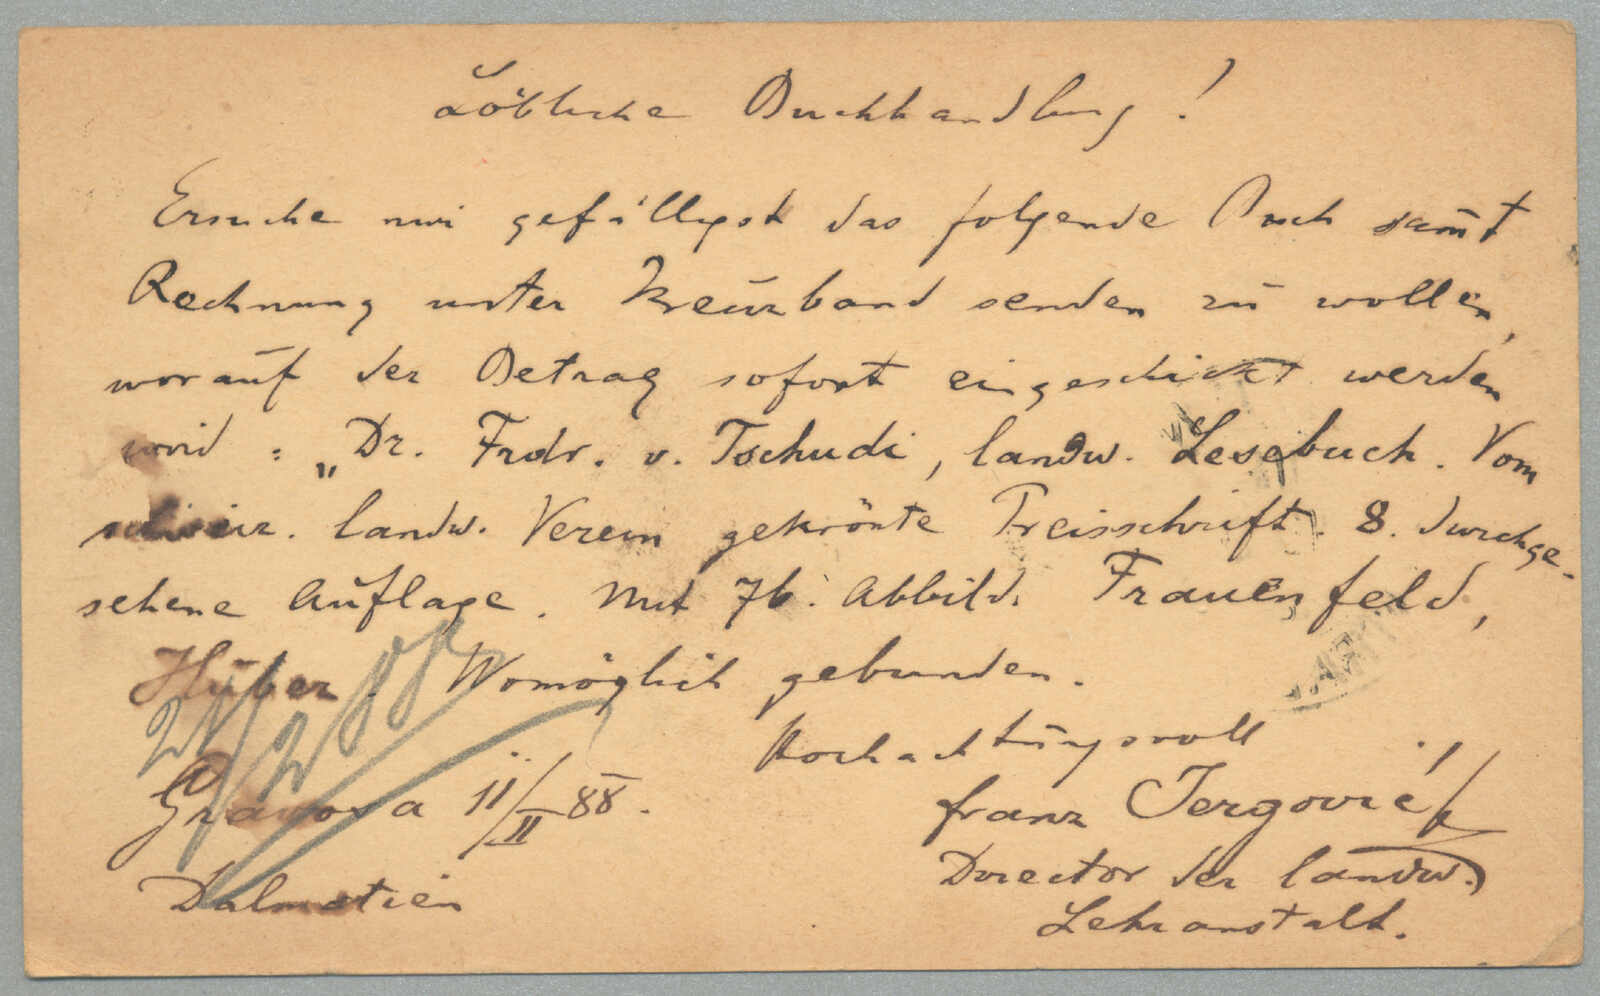 Löbliche Buchhandlung!
Ersuche mir gefälligst das folgende Buch sammt
Rechnung unter Kreuzband senden zu wollen,
worauf der Betrag sofort eingeschickt werden
wird : „Dr. Frdr. v. Tschudi, landw. Lesebuch. Vom
schweiz. landw. Verein gekrönte Preisschrift. 8. durchge-
sehene Auflage. Mit 76. Abbild. Frauenfeld,
Huber. Womöglich gebunden.
Hochachtungsvoll
Gravosa 11/II 88.
Franz Jergović
Dalmatien
Director der landw.
Lehranstalt.